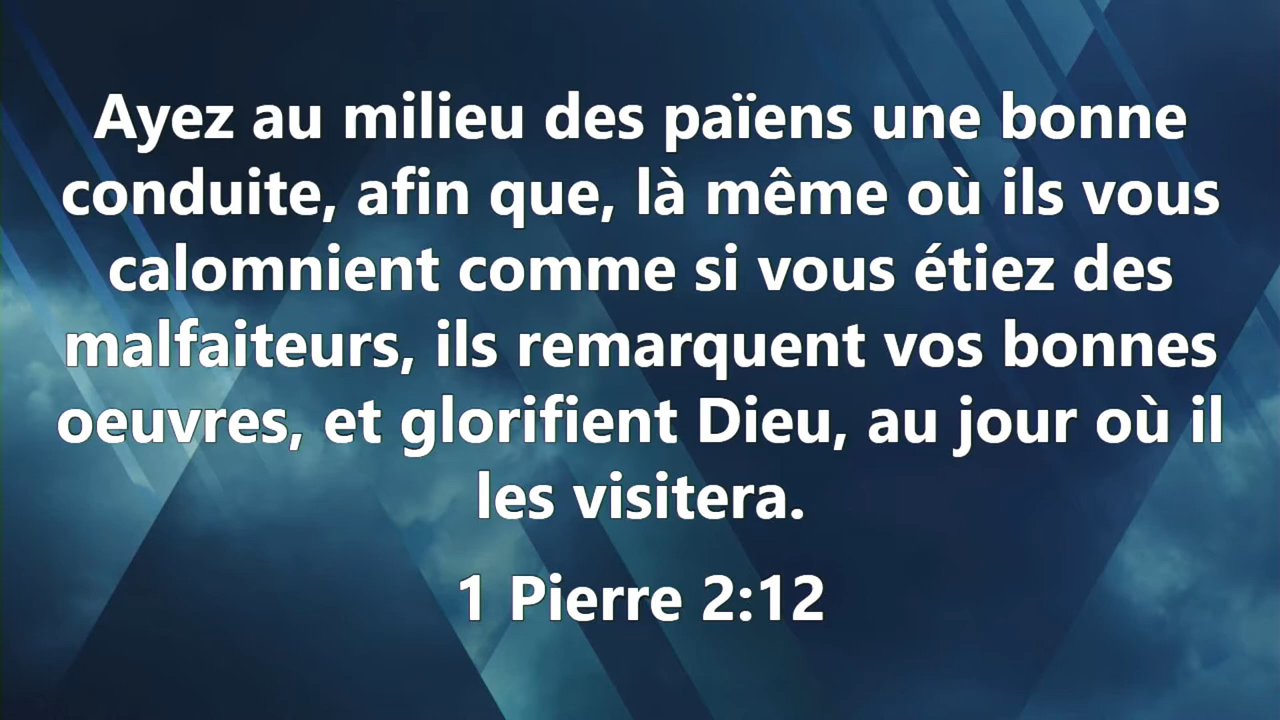 Ayez au milieu des païens une bonne
conduite, afin que, là même où ils vous
calomnient comme si vous étiez des
malfaiteurs, ils remarquent vos bonnes
oeuvres, et glorifient Dieu, au jour où il
les visitera.
1 Pierre 2:12